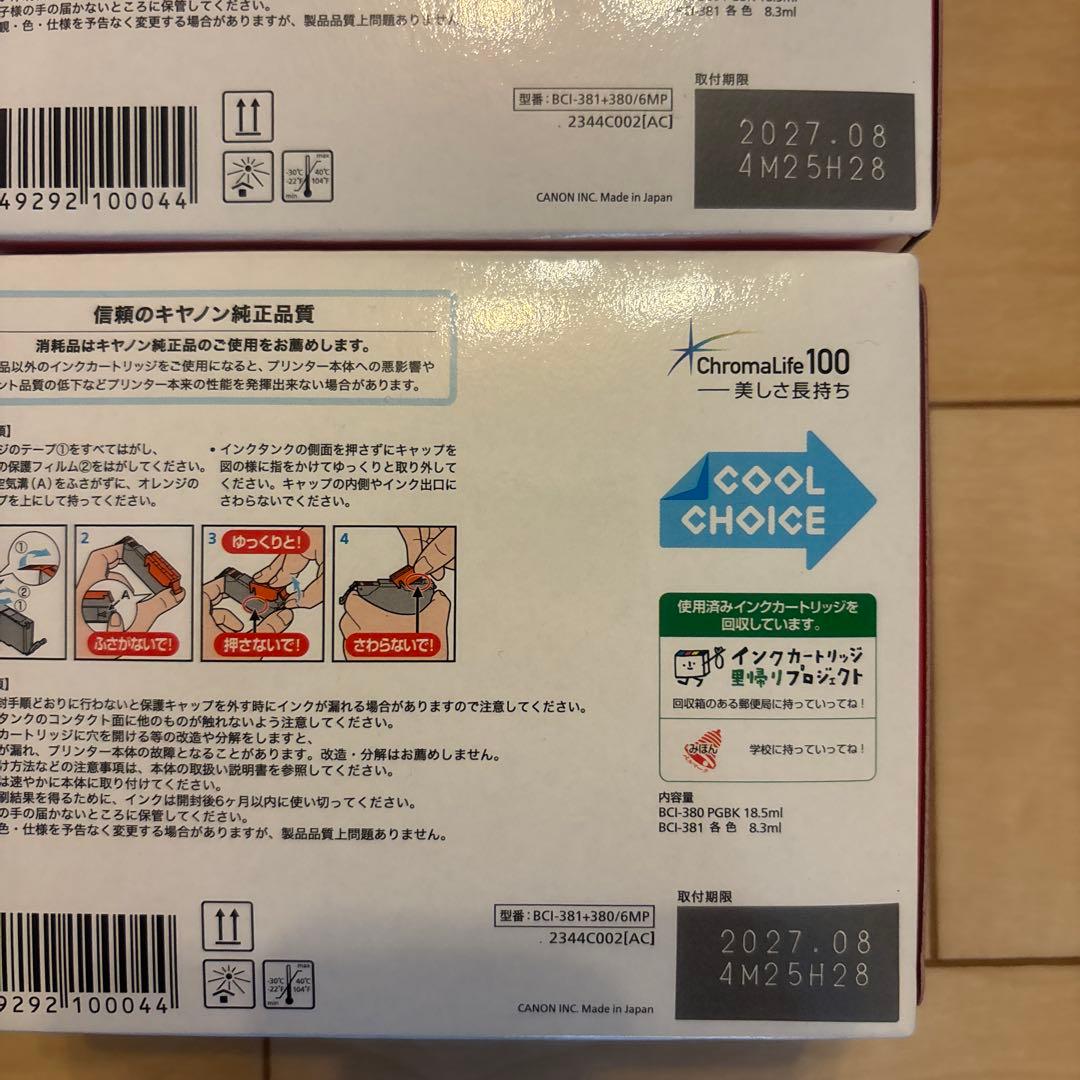 子様の手の届かないところに保管してください。
観・色・仕様を予告なく変更する場合がありますが、製品品質上問題ありません
BCI-381 各色 8.3ml
取付期限
型番：BCI-381+380/6MP
2344C002[AC]
2027.08
4M25H28
max
-30℃ 40℃
-22°F 104°F
min
49292 100044
CANON INC. Made in Japan
信頼のキヤノン純正品質
消耗品はキヤノン純正品のご使用をお薦めします。
品以外のインクカートリッジをご使用になると、プリンター本体への悪影響や
ント品質の低下などプリンター本来の性能を発揮出来ない場合があります。
ChromaLife100
美しさ長持ち
ジのテープ①をすべてはがし、
の保護フィルム②をはがしてください。
空気溝（A）をふさがずに、オレンジの
プを上にして持ってください。
• インクタンクの側面を押さずにキャップを
図の様に指をかけてゆっくりと取り外して
ください。キャップの内側やインク出口に
さわらないでください。
COOL
CHOICE
①
②
①
2
A
ふさがないで!
3
ゆっくりと!
押さないで!
4
さわらないで!
使用済みインクカートリッジを
回収しています。
インクカートリッジ
里帰りプロジェクト
回収箱のある郵便局に持っていってね！
みほん
ベルマーク
学校に持っていってね！
封手順どおりに行わないと保護キャップを外す時にインクが漏れる場合がありますので注意してください。
タンクのコンタクト面に他のものが触れないよう注意してください。
カートリッジに穴を開ける等の改造や分解をしますと、
が漏れ、プリンター本体の故障となることがあります。改造・分解はお薦めしません。
け方法などの注意事項は、本体の取扱い説明書を参照してください。
は速やかに本体に取り付けてください。
刷結果を得るために、インクは開封後6ヶ月以内に使い切ってください。
の手の届かないところに保管してください。
色・仕様を予告なく変更する場合がありますが、製品品質上問題ありません。
内容量
BCI-380 PGBK 18.5ml
BCI-381 各色 8.3ml
取付期限
型番：BCI-381+380/6MP
2344C002[AC]
2027.08
4M25H28
max
-30℃ 40℃
-22°F 104°F
min
9292 100044
CANON INC. Made in Japan